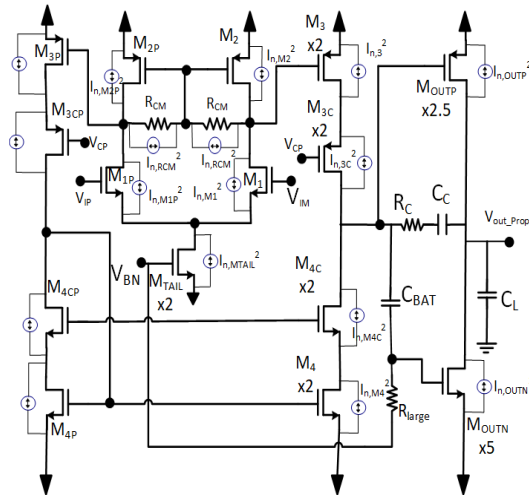 M3P
M2P
M2
M3
x2
In,M2P²
In,M2²
In,3²
In,OUTP²
MOUTP
x2.5
RCM
RCM
M3CP
VCP
In,RCM²
In,RCM²
M3C
x2
VCP
In,3C²
M1P
M1
In,M1P²
In,M1²
VIP
VIM
RC
CC
Vout_Prop
VBN
MTAIL
x2
In,MTAIL²
M4CP
M4C
x2
In,M4C²
CBAT
CL
M4
x2
In,M4²
Rlarge
In,OUTN
MOUTN
x5
M4P